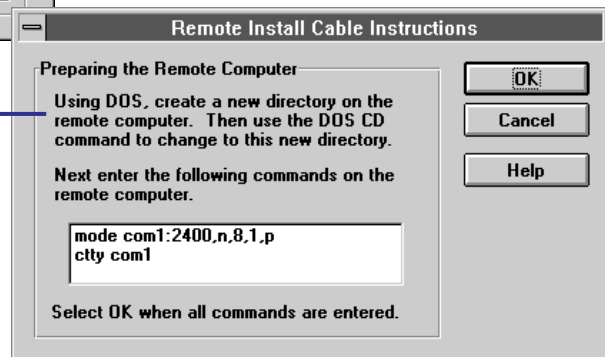 Remote Install Cable Instructions
Preparing the Remote Computer
Using DOS, create a new directory on the
remote computer.  Then use the DOS CD
command to change to this new directory.
Next enter the following commands on the
remote computer.
mode com1:2400,n,8,1,p
ctty com1
Select OK when all commands are entered.
OK
Cancel
Help